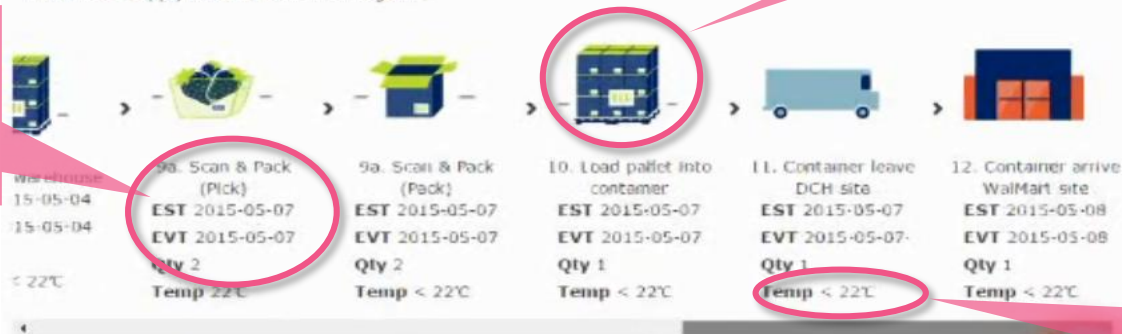 warehouse
15-05-04
15-05-04
< 22℃
9a. Scan & Pack
(Pick)
EST 2015-05-07
EVT 2015-05-07
Qty 2
Temp 22℃
9a. Scan & Pack
(Pack)
EST 2015-05-07
EVT 2015-05-07
Qty 2
Temp < 22℃
10. Load pallet into
container
EST 2015-05-07
EVT 2015-05-07
Qty 1
Temp < 22℃
11. Container leave
DCH site
EST 2015-05-07
EVT 2015-05-07
Qty 1
Temp < 22℃
12. Container arrive
WalMart site
EST 2015-05-08
EVT 2015-05-08
Qty 1
Temp < 22℃